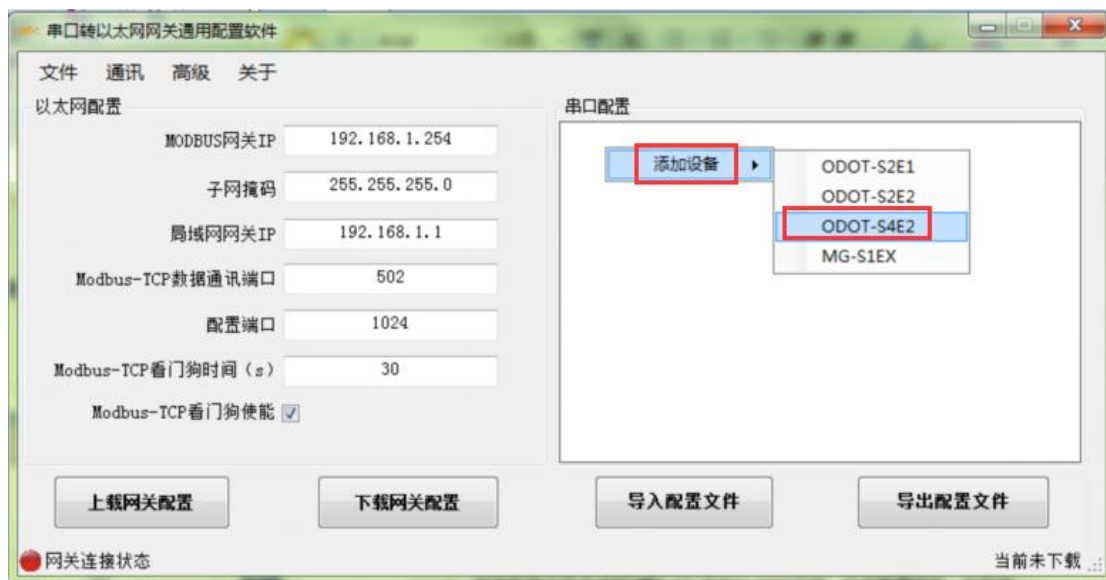 串口转以太网网关通用配置软件
文件 通讯 高级 关于
以太网配置
MODBUS网关IP 192.168.1.254
子网掩码 255.255.255.0
局域网网关IP 192.168.1.1
Modbus-TCP数据通讯端口 502
配置端口 1024
Modbus-TCP看门狗时间（s） 30
Modbus-TCP看门狗使能
串口配置
添加设备
ODOT-S2E1
ODOT-S2E2
ODOT-S4E2
MG-S1EX
上载网关配置 下载网关配置 导入配置文件 导出配置文件
网关连接状态 当前未下载